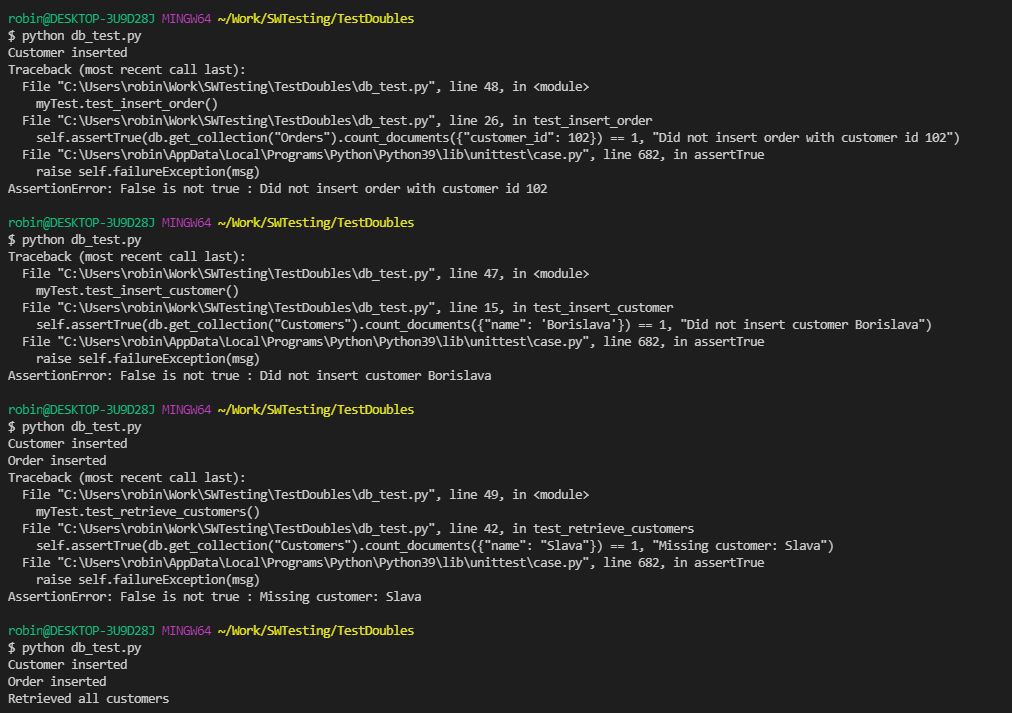 robin@DESKTOP-3U9D28J MINGW64 ~/Work/SWTesting/TestDoubles
$ python db_test.py
Customer inserted
Traceback (most recent call last):
  File "C:\Users\robin\Work\SWTesting\TestDoubles\db_test.py", line 48, in <module>
    myTest.test_insert_order()
  File "C:\Users\robin\Work\SWTesting\TestDoubles\db_test.py", line 26, in test_insert_order
    self.assertTrue(db.get_collection("Orders").count_documents({"customer_id": 102}) == 1, "Did not insert order with customer id 102")
  File "C:\Users\robin\AppData\Local\Programs\Python\Python39\lib\unittest\case.py", line 682, in assertTrue
    raise self.failureException(msg)
AssertionError: False is not true : Did not insert order with customer id 102

robin@DESKTOP-3U9D28J MINGW64 ~/Work/SWTesting/TestDoubles
$ python db_test.py
Traceback (most recent call last):
  File "C:\Users\robin\Work\SWTesting\TestDoubles\db_test.py", line 47, in <module>
    myTest.test_insert_customer()
  File "C:\Users\robin\Work\SWTesting\TestDoubles\db_test.py", line 15, in test_insert_customer
    self.assertTrue(db.get_collection("Customers").count_documents({"name": 'Borislava'}) == 1, "Did not insert customer Borislava")
  File "C:\Users\robin\AppData\Local\Programs\Python\Python39\lib\unittest\case.py", line 682, in assertTrue
    raise self.failureException(msg)
AssertionError: False is not true : Did not insert customer Borislava

robin@DESKTOP-3U9D28J MINGW64 ~/Work/SWTesting/TestDoubles
$ python db_test.py
Customer inserted
Order inserted
Traceback (most recent call last):
  File "C:\Users\robin\Work\SWTesting\TestDoubles\db_test.py", line 49, in <module>
    myTest.test_retrieve_customers()
  File "C:\Users\robin\Work\SWTesting\TestDoubles\db_test.py", line 42, in test_retrieve_customers
    self.assertTrue(db.get_collection("Customers").count_documents({"name": "Slava"}) == 1, "Missing customer: Slava")
  File "C:\Users\robin\AppData\Local\Programs\Python\Python39\lib\unittest\case.py", line 682, in assertTrue
    raise self.failureException(msg)
AssertionError: False is not true : Missing customer: Slava

robin@DESKTOP-3U9D28J MINGW64 ~/Work/SWTesting/TestDoubles
$ python db_test.py
Customer inserted
Order inserted
Retrieved all customers